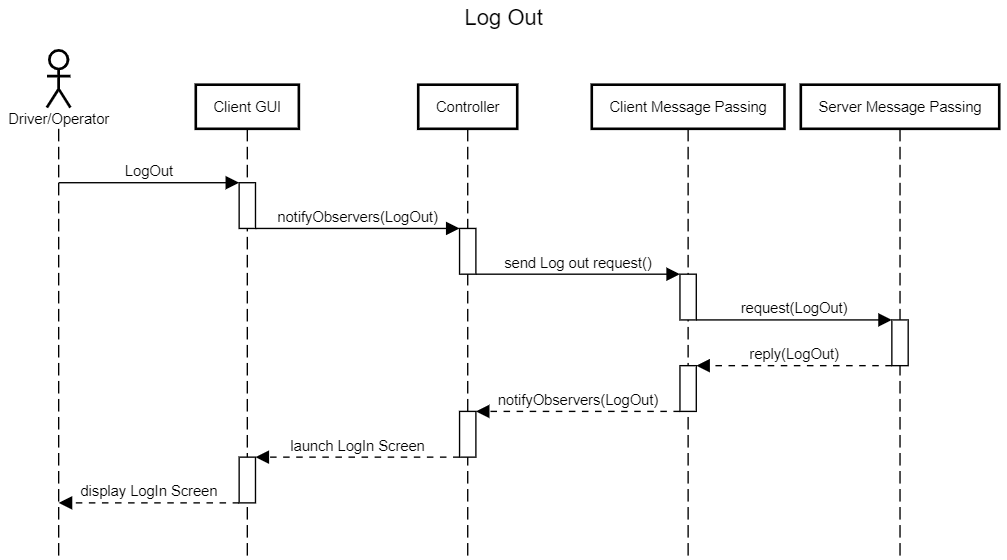 Log Out
Driver/Operator
Client GUI
Controller
Client Message Passing
Server Message Passing
LogOut
notifyObservers(LogOut)
send Log out request()
request(LogOut)
reply(LogOut)
notifyObservers(LogOut)
launch LogIn Screen
display LogIn Screen